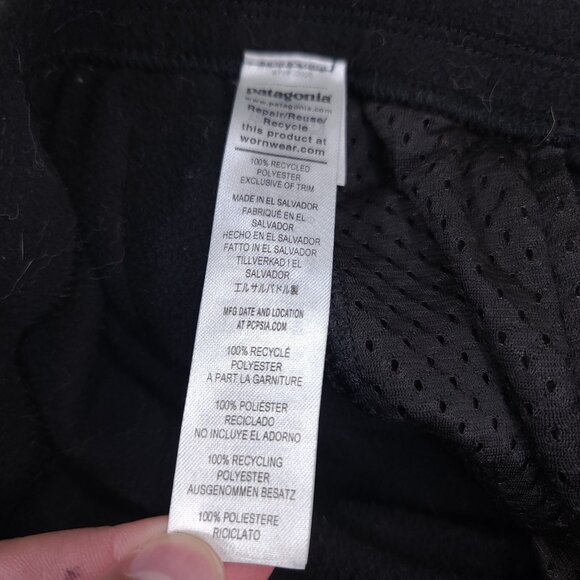 patagonia®
www.patagonia.com
Repair/Reuse/
Recycle
this product at
wornwear.com
100% RECYCLED
POLYESTER
EXCLUSIVE OF TRIM
MADE IN EL SALVADOR
FABRIQUÉ EN EL
SALVADOR
HECHO EN EL SALVADOR
FATTO IN EL SALVADOR
TILLVERKAD I EL
SALVADOR
エルサルバドル製
MFG DATE AND LOCATION
AT PCPSIA.COM
100% RECYCLÉ
POLYESTER
A PART LA GARNITURE
100% POLIÉSTER
RECICLADO
NO INCLUYE EL ADORNO
100% RECYCLING
POLYESTER
AUSGENOMMEN BESATZ
100% POLIESTERE
RICICLATO